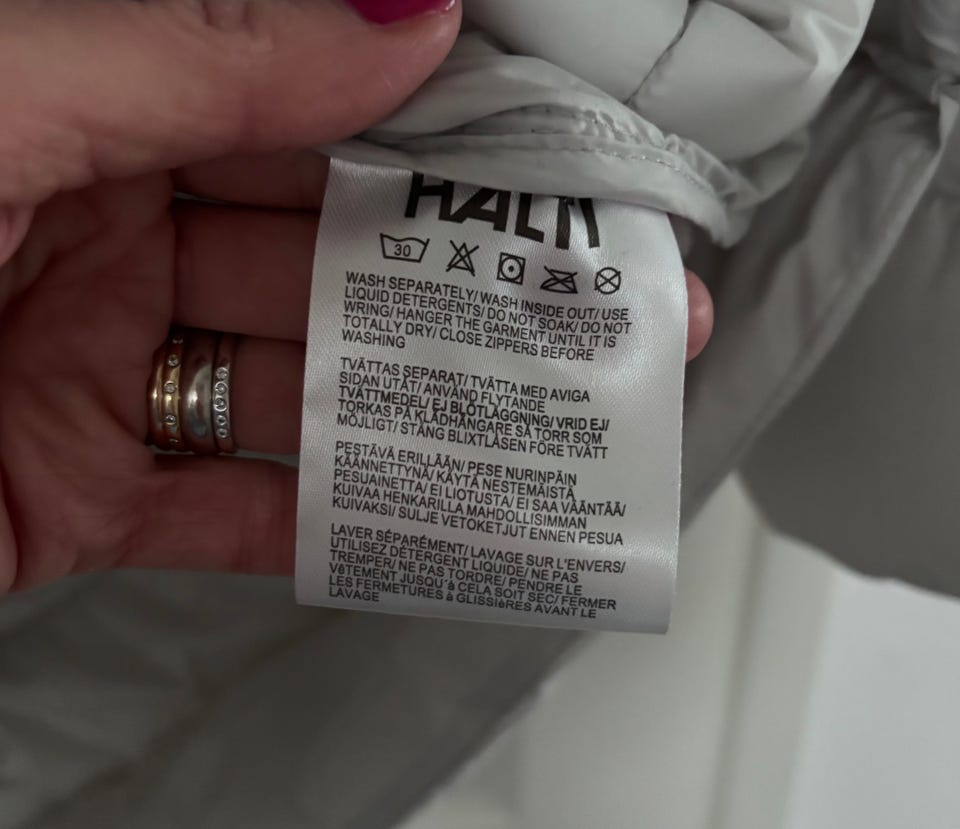 HALTI
30
WASH SEPARATELY/ WASH INSIDE OUT/ USE
LIQUID DETERGENTS/ DO NOT SOAK/ DO NOT
WRING/ HANGER THE GARMENT UNTIL IT IS
TOTALLY DRY/ CLOSE ZIPPERS BEFORE
WASHING
TVÄTTAS SEPARAT/ TVÄTTA MED AVIGA
SIDAN UTÅT/ ANVÄND FLYTANDE
TVÄTTMEDEL/ EJ BLÖTLÄGGNING/ VRID EJ/
TORKAS PÅ KLÄDHÄNGARE SÅ TORR SOM
MÖJLIGT/ STÄNG BLIXTLÅSEN FÖRE TVÄTT
PESTÄVÄ ERILLÄÄN/ PESE NURINPÄIN
KÄÄNNETTYNÄ/ KÄYTÄ NESTEMÄISTÄ
PESUAINETTA/ EI LIOTUSTA/ EI SAA VÄÄNTÄÄ/
KUIVAA HENKARILLA MAHDOLLISIMMAN
KUIVAKSI/ SULJE VETOKETJUT ENNEN PESUA
LAVER SÉPARÉMENT/ LAVAGE SUR L'ENVERS/
UTILISEZ DÉTERGENT LIQUIDE/ NE PAS
TREMPER/ NE PAS TORDRE/ PENDRE LE
VêTEMENT JUSQU´à CELA SOIT SEC/ FERMER
LES FERMETURES à GLISSIèRES AVANT LE
LAVAGE